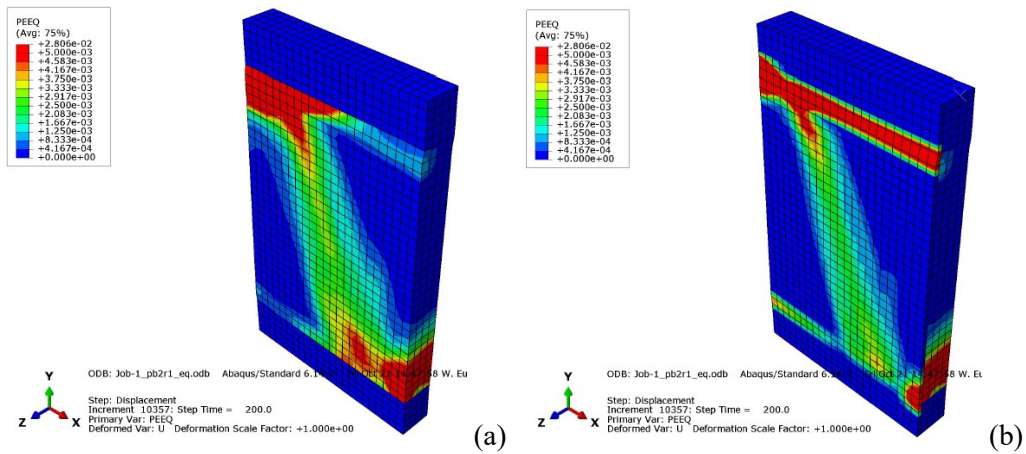 PEEQ
(Avg: 75%)
+2.806e-02
+5.000e-03
+4.583e-03
+4.167e-03
+3.750e-03
+3.333e-03
+2.917e-03
+2.500e-03
+2.083e-03
+1.667e-03
+1.250e-03
+8.333e-04
+4.167e-04
+0.000e+00
Y
Z
X
ODB: Job-1_pb2r1_eq.odb Abaqus/Standard 6.14 Oct 58 W. Eu
Step: Displacement
Increment 10357: Step Time = 200.0
Primary Var: PEEQ
Deformed Var: U Deformation Scale Factor: +1.000e+00
(a)
PEEQ
(Avg: 75%)
+2.806e-02
+5.000e-03
+4.583e-03
+4.167e-03
+3.750e-03
+3.333e-03
+2.917e-03
+2.500e-03
+2.083e-03
+1.667e-03
+1.250e-03
+8.333e-04
+4.167e-04
+0.000e+00
Y
Z
X
ODB: Job-1_pb2r1_eq.odb Abaqus/Standard Oct 58 W. Eu
Step: Displacement
Increment 10357: Step Time = 200.0
Primary Var: PEEQ
Deformed Var: U Deformation Scale Factor: +1.000e+00
(b)